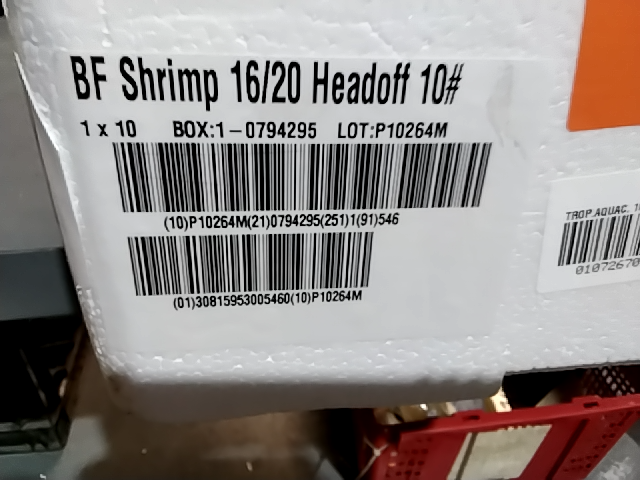 BF Shrimp 16/20 Headoff 10#
1 x 10 BOX:1-0794295 LOT:P10264M
(10)P10264M(21)0794295(251)1(91)546
(01)30815953005460(10)P10264M
TROP.AQUAC.
0107267